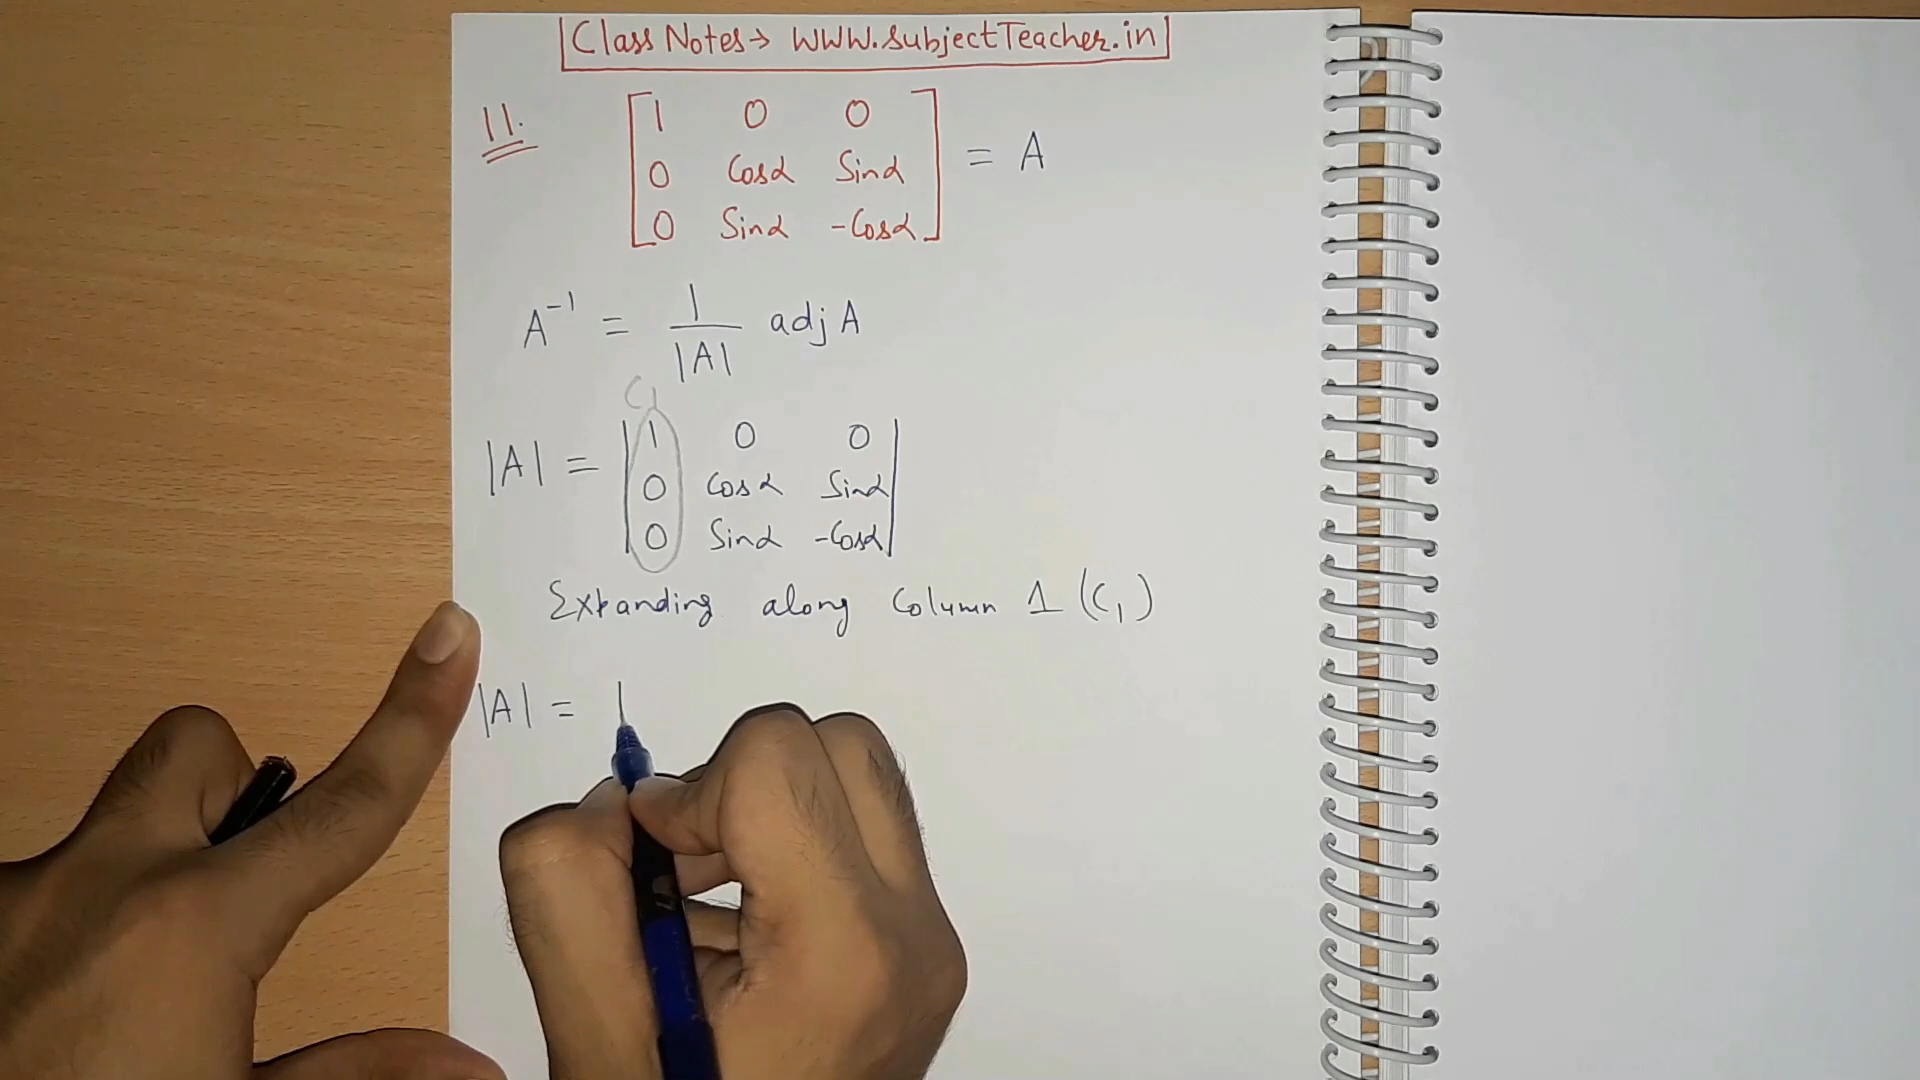 Class Notes → WWW.SubjectTeacher.in
11. [1 0 0
0 Cosα Sinα
0 Sinα -Cosα] = A
A⁻¹ = 1/|A| adj A
C₁
|A| = |1 0 0
0 Cosα Sinα
0 Sinα -Cosα|
Expanding along Column 1 (C₁)
|A| = 1